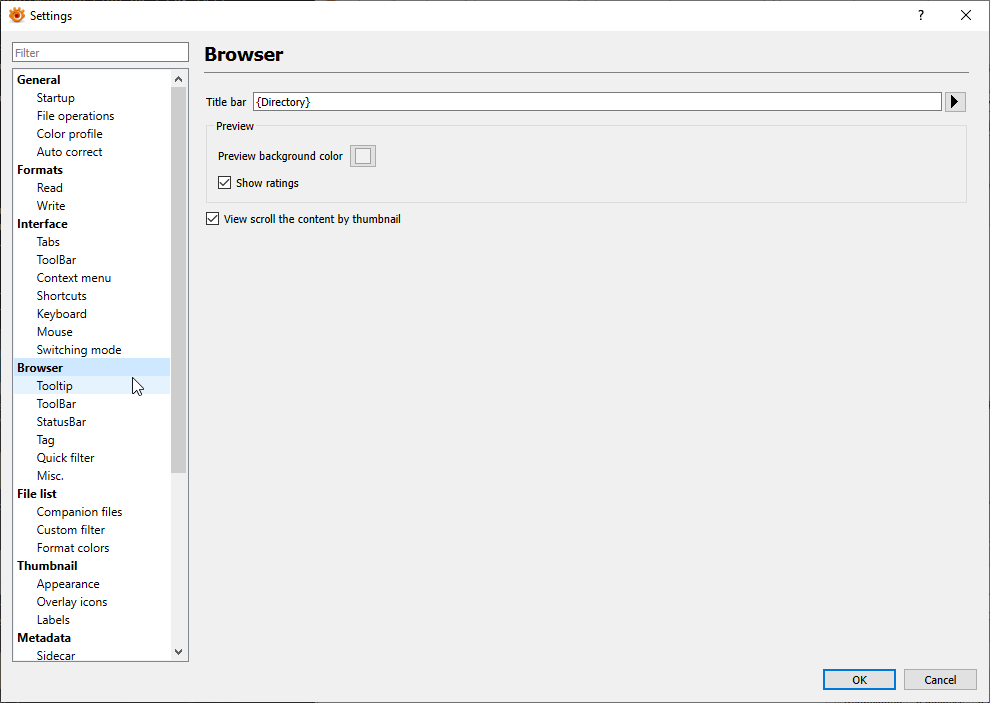 Settings
?
Filter
General
Startup
File operations
Color profile
Auto correct
Formats
Read
Write
Interface
Tabs
ToolBar
Context menu
Shortcuts
Keyboard
Mouse
Switching mode
Browser
Tooltip
ToolBar
StatusBar
Tag
Quick filter
Misc.
File list
Companion files
Custom filter
Format colors
Thumbnail
Appearance
Overlay icons
Labels
Metadata
Sidecar
Browser
Title bar {Directory}
Preview
Preview background color
Show ratings
View scroll the content by thumbnail
OK Cancel